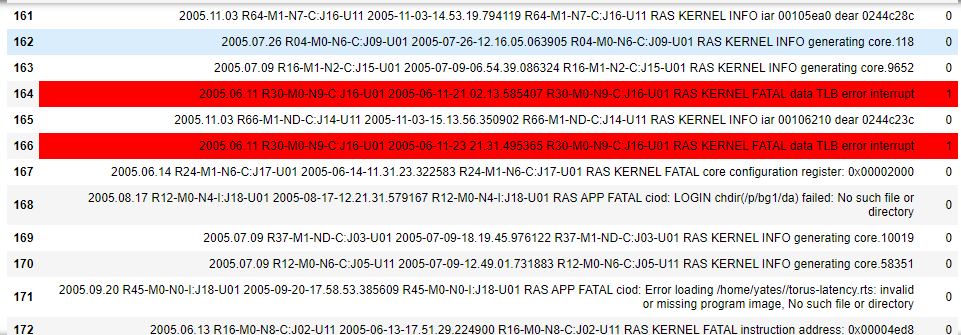 161 2005.11.03 R64-M1-N7-C:J16-U11 2005-11-03-14.53.19.794119 R64-M1-N7-C:J16-U11 RAS KERNEL INFO iar 00105ea0 dear 0244c28c 0
162 2005.07.26 R04-M0-N6-C:J09-U01 2005-07-26-12.16.05.063905 R04-M0-N6-C:J09-U01 RAS KERNEL INFO generating core.118 0
163 2005.07.09 R16-M1-N2-C:J15-U01 2005-07-09-06.54.39.086324 R16-M1-N2-C:J15-U01 RAS KERNEL INFO generating core.9652 0
164 2005.06.11 R30-M0-N9-C:J16-U01 2005-06-11-21.02.13.585407 R30-M0-N9-C:J16-U01 RAS KERNEL FATAL data TLB error interrupt 1
165 2005.11.03 R66-M1-ND-C:J14-U11 2005-11-03-15.13.56.350902 R66-M1-ND-C:J14-U11 RAS KERNEL INFO iar 00106210 dear 0244c23c 0
166 2005.06.11 R30-M0-N9-C:J16-U01 2005-06-11-23.21.31.495365 R30-M0-N9-C:J16-U01 RAS KERNEL FATAL data TLB error interrupt 1
167 2005.06.14 R24-M1-N6-C:J17-U01 2005-06-14-11.31.23.322583 R24-M1-N6-C:J17-U01 RAS KERNEL FATAL core configuration register: 0x00002000 0
168 2005.08.17 R12-M0-N4-I:J18-U01 2005-08-17-12.21.31.579167 R12-M0-N4-I:J18-U01 RAS APP FATAL ciod: LOGIN chdir(/p/bg1/da) failed: No such file or 0
directory
169 2005.07.09 R37-M1-ND-C:J03-U01 2005-07-09-18.19.45.976122 R37-M1-ND-C:J03-U01 RAS KERNEL INFO generating core.10019 0
170 2005.07.09 R12-M0-N6-C:J05-U11 2005-07-09-12.49.01.731883 R12-M0-N6-C:J05-U11 RAS KERNEL INFO generating core.58351 0
171 2005.09.20 R45-M0-N0-I:J18-U01 2005-09-20-17.58.53.385609 R45-M0-N0-I:J18-U01 RAS APP FATAL ciod: Error loading /home/yates//torus-latency.rts: invalid 0
or missing program image, No such file or directory
172 2005.06.13 R16-M0-N8-C:J02-U11 2005-06-13-17.51.29.224900 R16-M0-N8-C:J02-U11 RAS KERNEL FATAL instruction address: 0x00004ed8 0